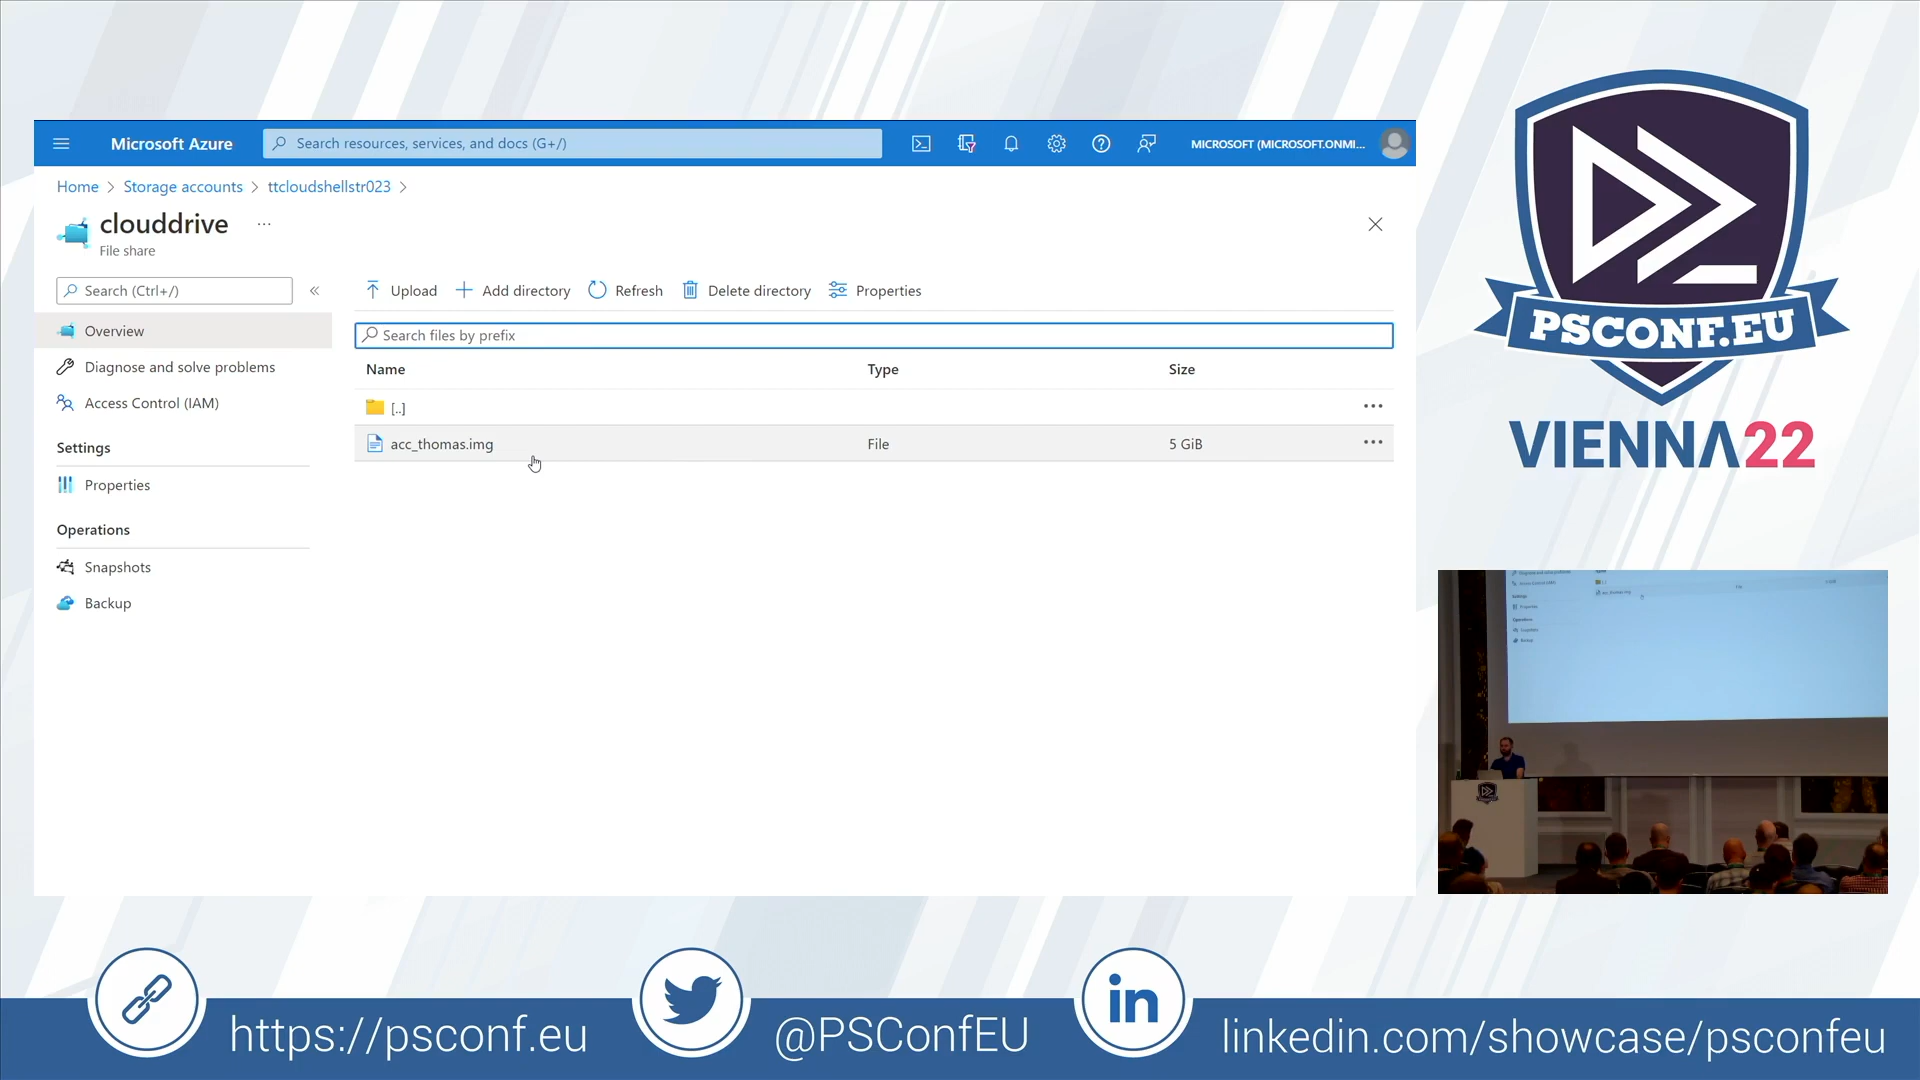 Microsoft Azure
Search resources, services, and docs (G+/)
MICROSOFT (MICROSOFT.ONMI...
Home > Storage accounts > ttcloudshellstr023 >
clouddrive ...
File share
Search (Ctrl+/)
«
Upload
Add directory
Refresh
Delete directory
Properties
Overview
Diagnose and solve problems
Access Control (IAM)
Settings
Properties
Operations
Snapshots
Backup
Search files by prefix
Name Type Size
[..]
acc_thomas.img File 5 GiB
PSCONF.EU
VIENNA22
https://psconf.eu
@PSConfEU
in
linkedin.com/showcase/psconfeu